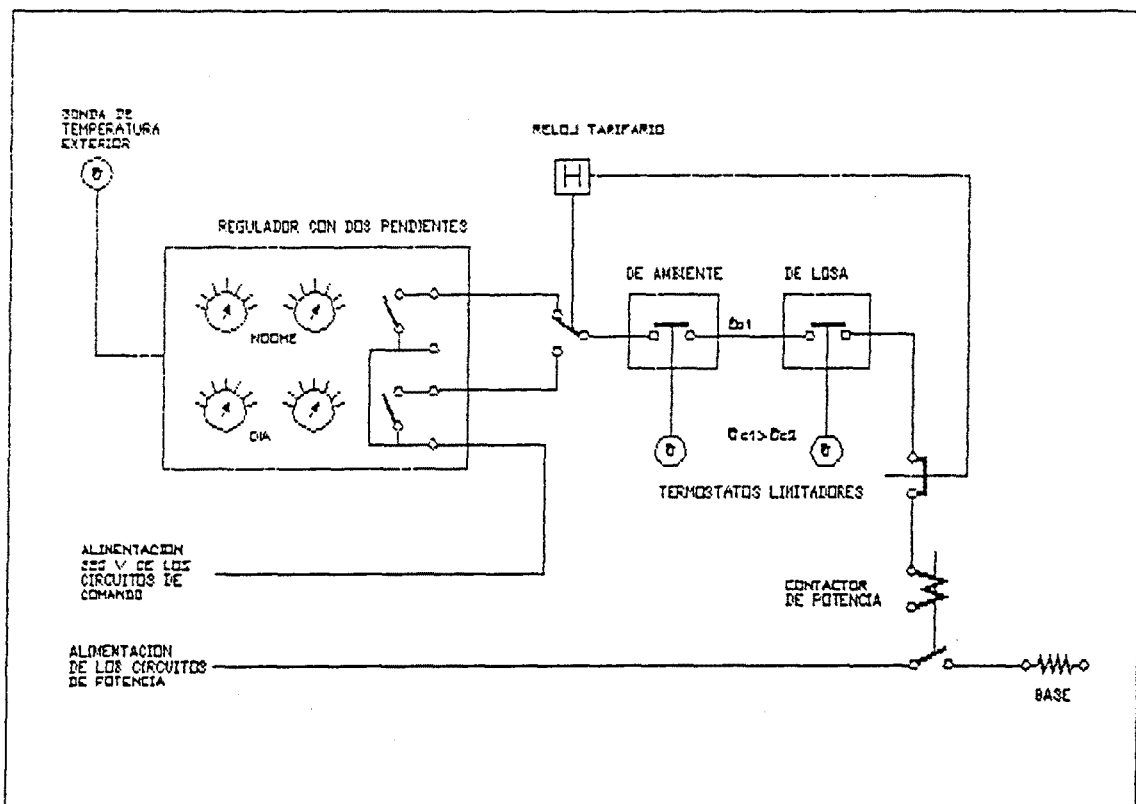 SONDA DE
TEMPERATURA
EXTERIOR
RELOJ TARIFARIO
H
REGULADOR CON DOS PENDIENTES
NOCHE
DIA
DE AMBIENTE
DE LOSA
TERMOSTATOS LIMITADORES
ALIMENTACION
V DE LOS
CIRCUITOS DE
COMANDO
CONTACTOR
DE POTENCIA
ALIMENTACION
DE LOS CIRCUITOS
DE POTENCIA
BASE